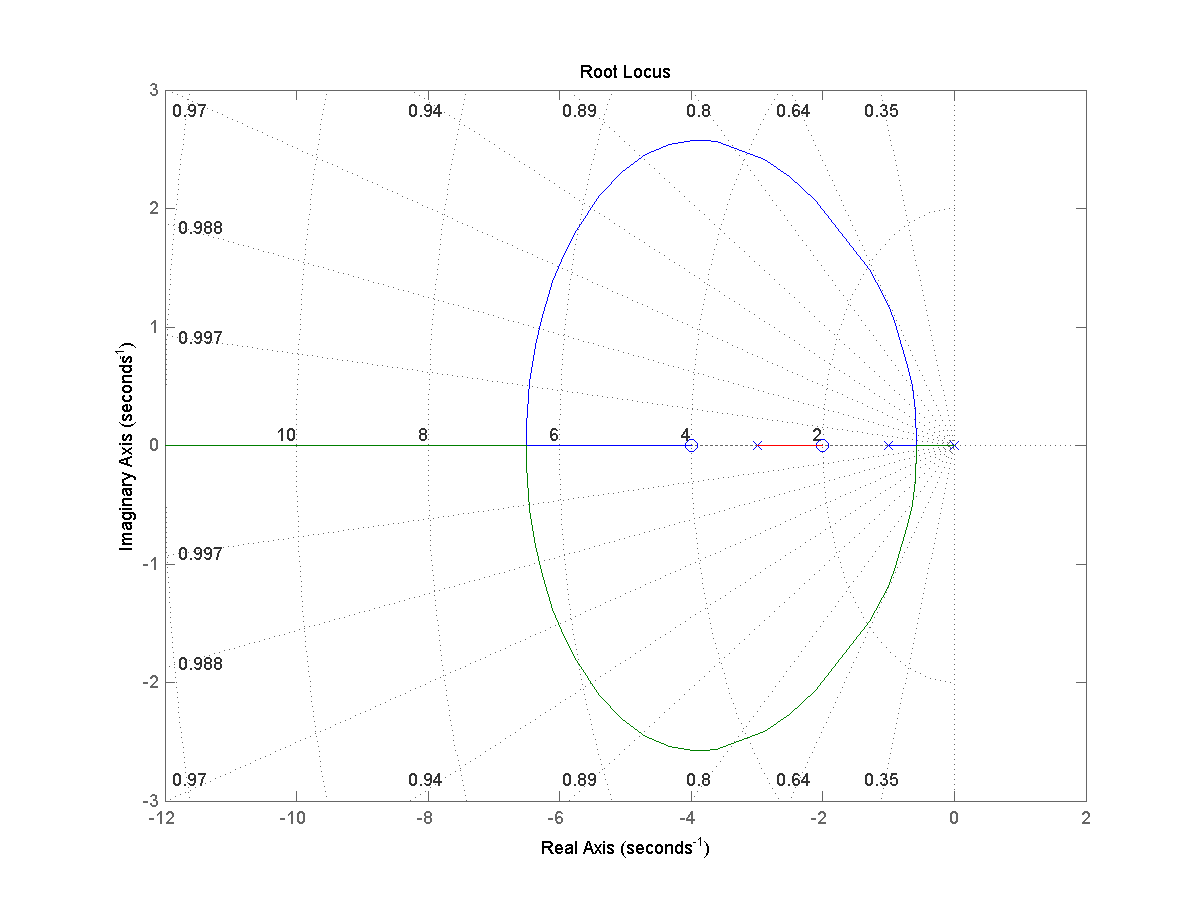 Root Locus
3
0.97 0.94 0.89 0.8 0.64 0.35
2
0.988
1
0.997
0
10 8 6 4 2
0.997
-1
0.988
-2
0.97 0.94 0.89 0.8 0.64 0.35
-3
-12 -10 -8 -6 -4 -2 0 2
Real Axis (seconds⁻¹)
Imaginary Axis (seconds⁻¹)